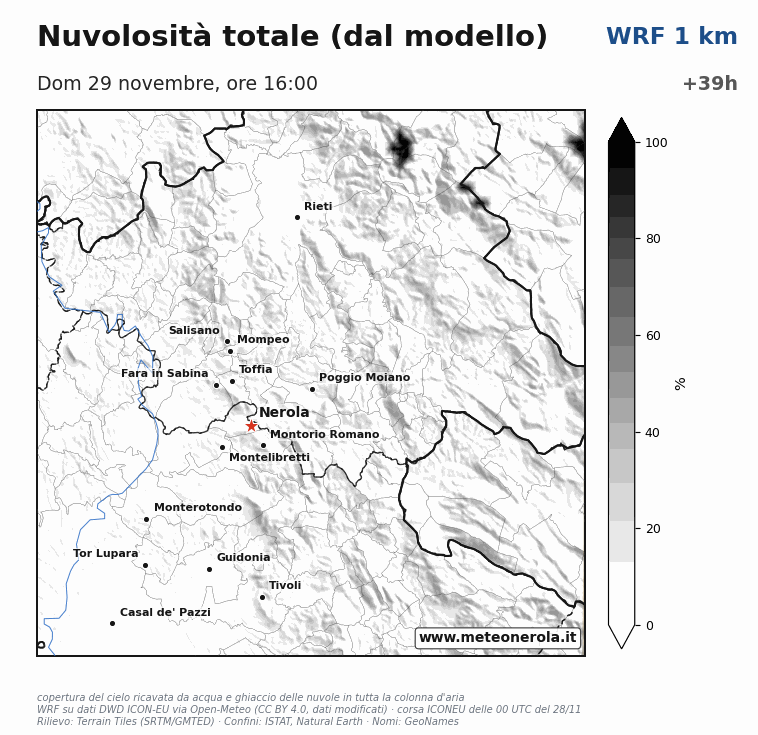 Nuvolosità totale (dal modello)
WRF 1 km
Dom 29 novembre, ore 16:00
+39h
100
80
60
40
20
0
%
Rieti
Salisano
Mompeo
Toffia
Fara in Sabina
Poggio Moiano
Nerola
Montorio Romano
Montelibretti
Monterotondo
Tor Lupara
Guidonia
Tivoli
Casal de' Pazzi
www.meteonerola.it
copertura del cielo ricavata da acqua e ghiaccio delle nuvole in tutta la colonna d'aria
WRF su dati DWD ICON-EU via Open-Meteo (CC BY 4.0, dati modificati) · corsa ICONEU delle 00 UTC del 28/11
Rilievo: Terrain Tiles (SRTM/GMTED) · Confini: ISTAT, Natural Earth · Nomi: GeoNames